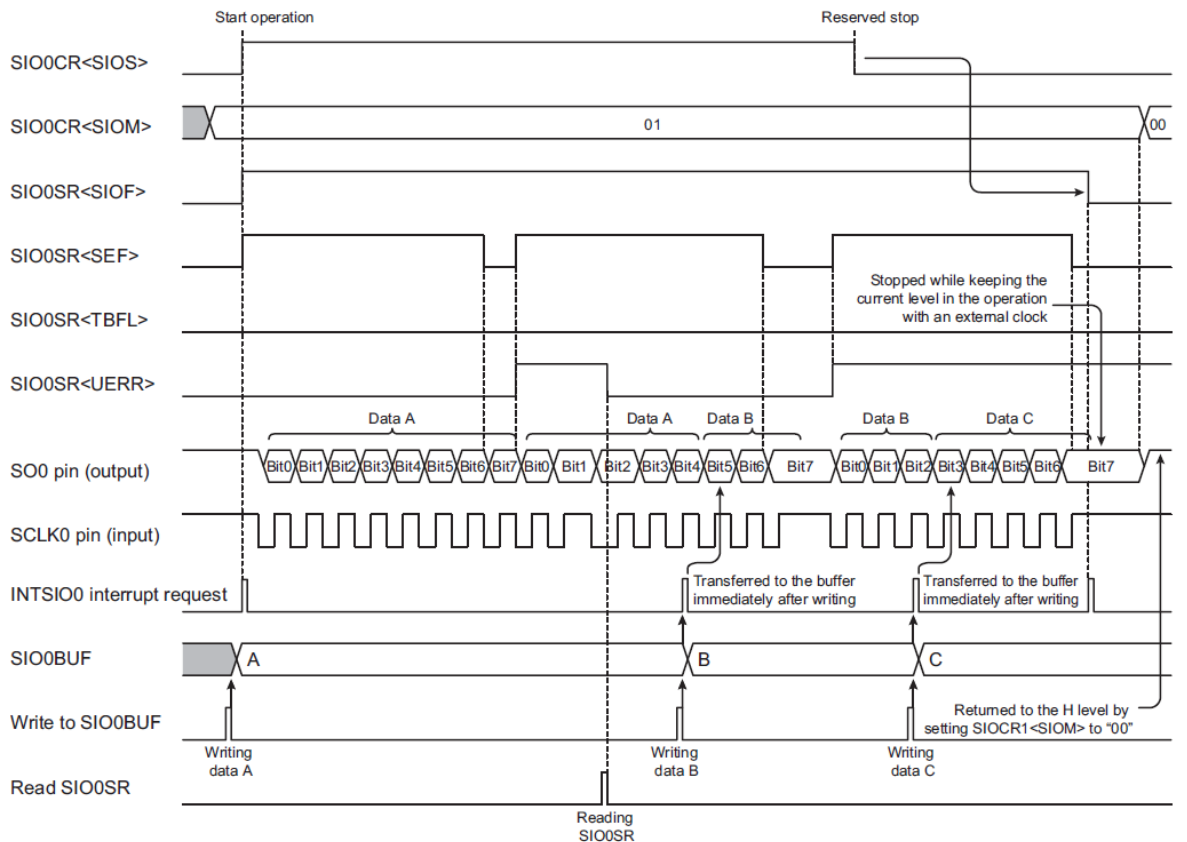 Start operation
Reserved stop
SIO0CR<SIOS>
SIO0CR<SIOM>
01
00
SIO0SR<SIOF>
SIO0SR<SEF>
Stopped while keeping the
current level in the operation
with an external clock
SIO0SR<TBFL>
SIO0SR<UERR>
Data A
Data A
Data B
Data B
Data C
SO0 pin (output)
Bit0 Bit1 Bit2 Bit3 Bit4 Bit5 Bit6 Bit7 Bit0 Bit1 Bit2 Bit3 Bit4 Bit5 Bit6 Bit7 Bit0 Bit1 Bit2 Bit3 Bit4 Bit5 Bit6 Bit7
SCLK0 pin (input)
INTSIO0 interrupt request
Transferred to the buffer
immediately after writing
Transferred to the buffer
immediately after writing
SIO0BUF
A
B
C
Write to SIO0BUF
Returned to the H level by
setting SIOCR1<SIOM> to “00”
Writing
data A
Writing
data B
Writing
data C
Read SIO0SR
Reading
SIO0SR